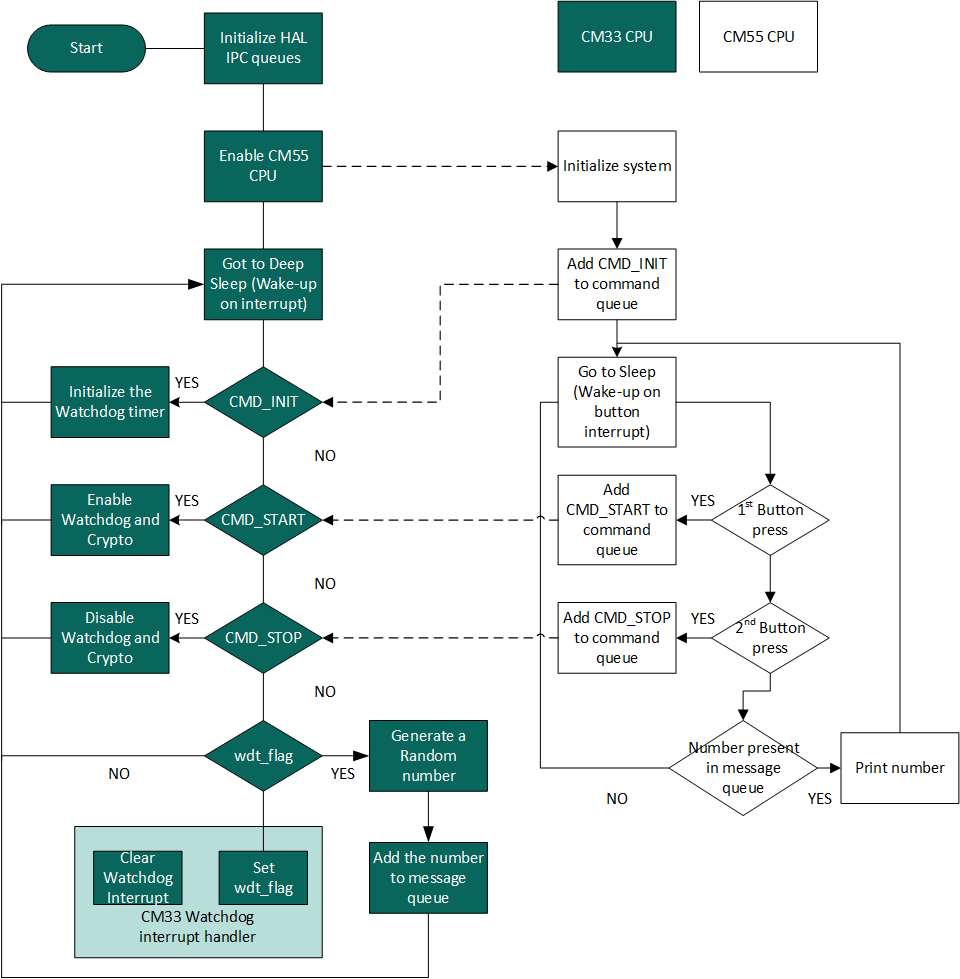 Start
Initialize HAL
IPC queues
CM33 CPU
CM55 CPU
Enable CM55
CPU
Initialize system
Got to Deep
Sleep (Wake-up
on interrupt)
Add CMD_INIT
to command
queue
Initialize the
Watchdog timer
YES
CMD_INIT
NO
Go to Sleep
(Wake-up on
button
interrupt)
Enable
Watchdog and
Crypto
YES
CMD_START
NO
Add
CMD_START to
command
queue
YES
1st Button
press
Disable
Watchdog and
Crypto
YES
CMD_STOP
NO
Add CMD_STOP
to command
queue
YES
2nd Button
press
wdt_flag
NO
YES
Generate a
Random
number
Number present
in message
queue
NO
YES
Print number
Clear
Watchdog
Interrupt
Set
wdt_flag
CM33 Watchdog
interrupt handler
Add the number
to message
queue